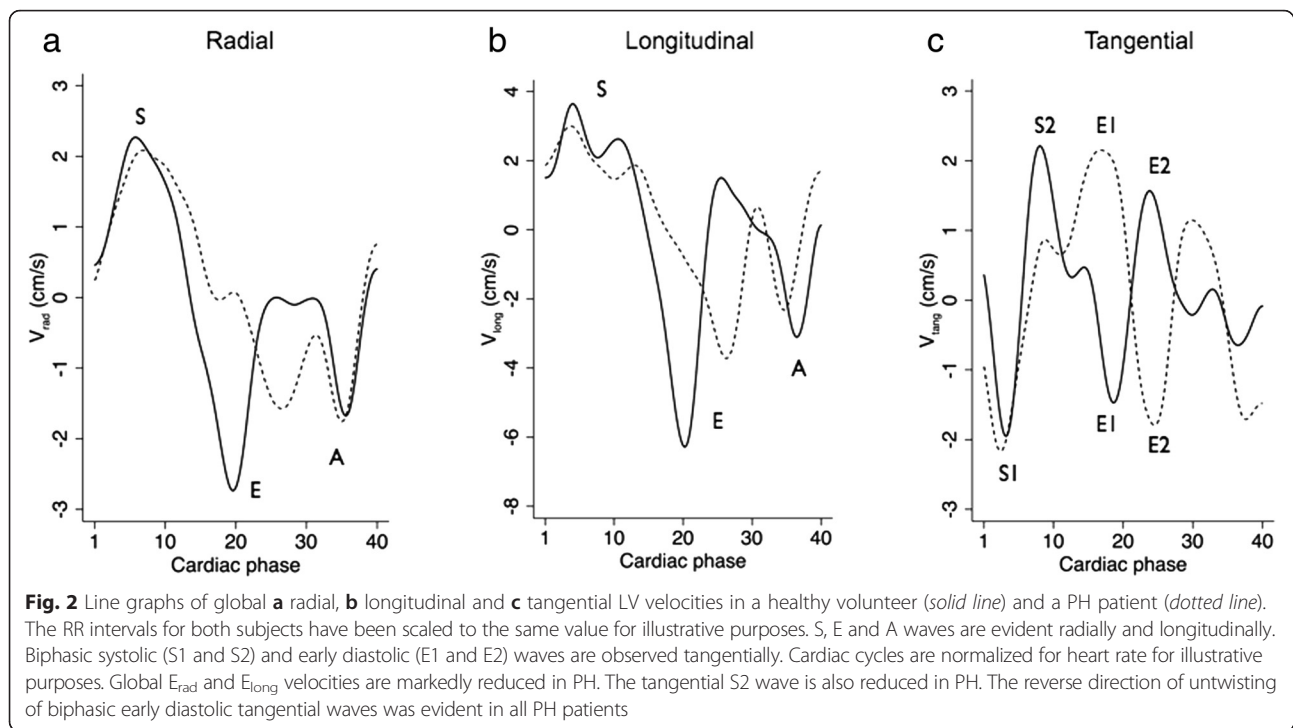 a Radial
S
E
A
V_rad (cm/s)
3
2
1
0
-1
-2
-3
1 10 20 30 40
Cardiac phase
b Longitudinal
S
E
A
V_long (cm/s)
4
2
0
-2
-4
-6
-8
1 10 20 30 40
Cardiac phase
c Tangential
S2
E1
E2
E1
E2
S1
V_tang (cm/s)
3
2
1
0
-1
-2
-3
1 10 20 30 40
Cardiac phase
Fig. 2 Line graphs of global a radial, b longitudinal and c tangential LV velocities in a healthy volunteer (solid line) and a PH patient (dotted line).
The RR intervals for both subjects have been scaled to the same value for illustrative purposes. S, E and A waves are evident radially and longitudinally.
Biphasic systolic (S1 and S2) and early diastolic (E1 and E2) waves are observed tangentially. Cardiac cycles are normalized for heart rate for illustrative
purposes. Global E_rad and E_long velocities are markedly reduced in PH. The tangential S2 wave is also reduced in PH. The reverse direction of untwisting
of biphasic early diastolic tangential waves was evident in all PH patients